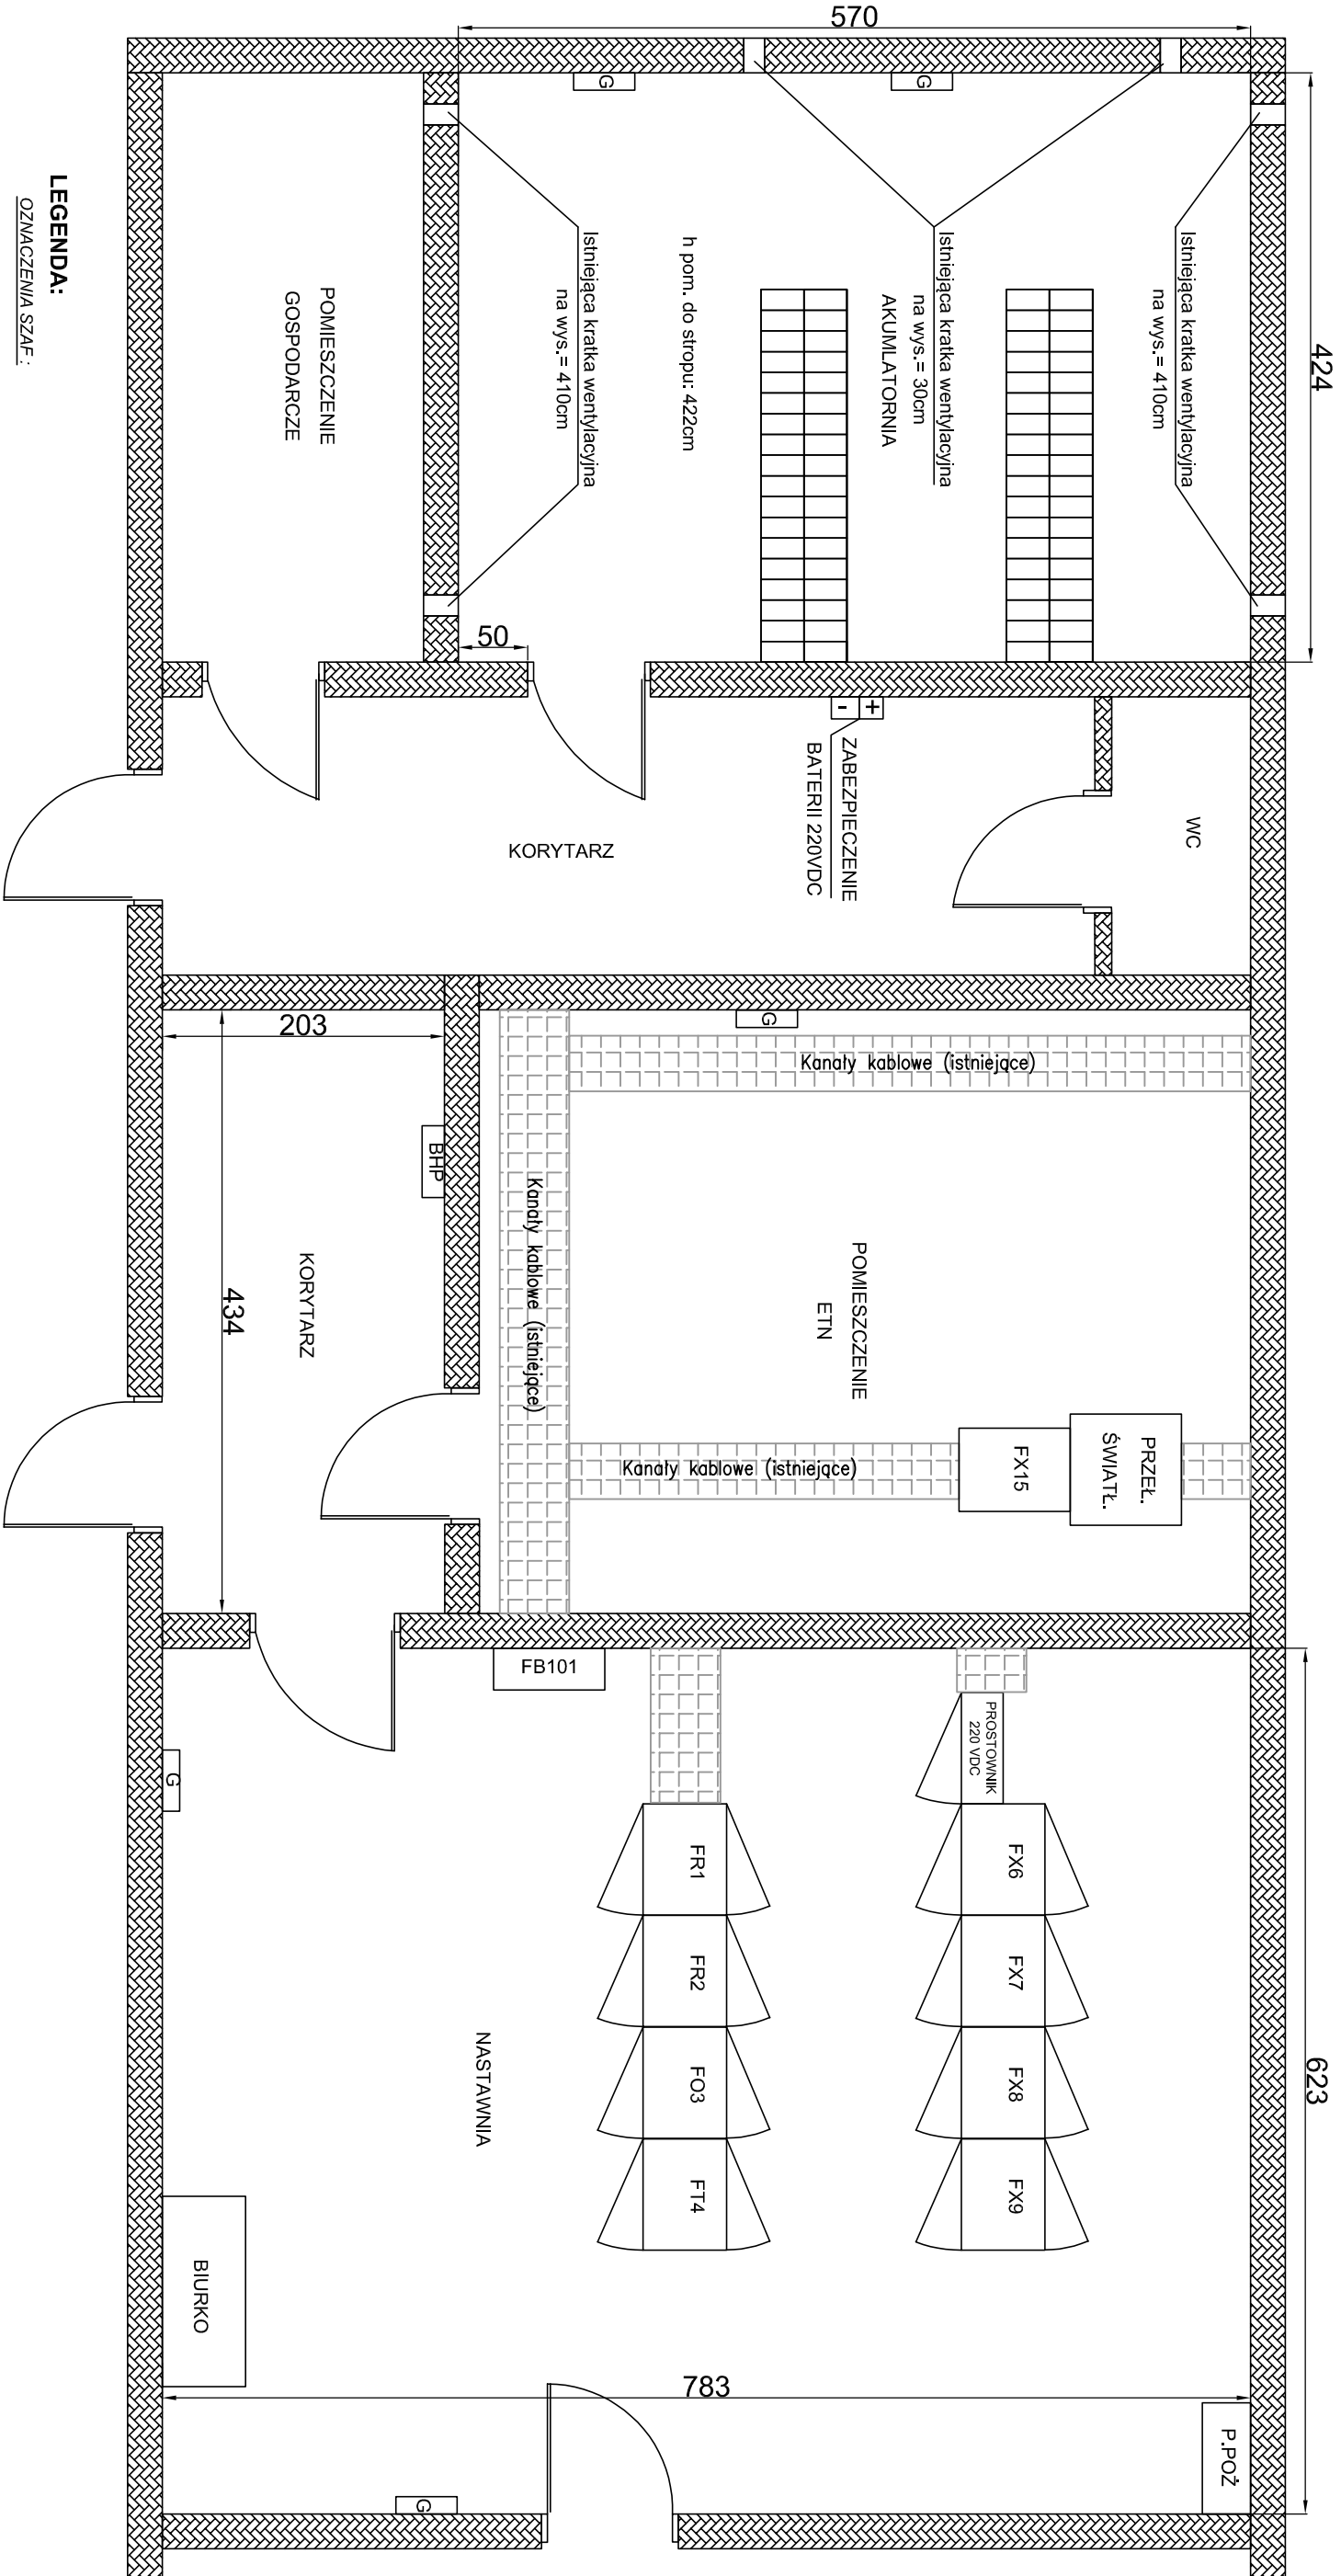 570
424
G
G
Istniejąca kratka wentylacyjna
na wys.= 410cm
Istniejąca kratka wentylacyjna
na wys.= 30cm
AKUMLATORNIA
h pom. do stropu: 422cm
Istniejąca kratka wentylacyjna
na wys.= 410cm
POMIESZCZENIE
GOSPODARCZE
LEGENDA:
OZNACZENIA SZAF :
50
+
-
ZABEZPIECZENIE
BATERII 220VDC
WC
KORYTARZ
203
G
Kanały kablowe (istniejące)
BHP
Kanały kablowe (istniejące)
POMIESZCZENIE
ETN
KORYTARZ
434
PRZEŁ.
ŚWIATŁ.
FX15
Kanały kablowe (istniejące)
FB101
PROSTOWNIK
220 VDC
G
FR1
FX6
FR2
FX7
623
NASTAWNIA
FO3
FX8
FT4
FX9
BIURKO
783
P.POŻ
G